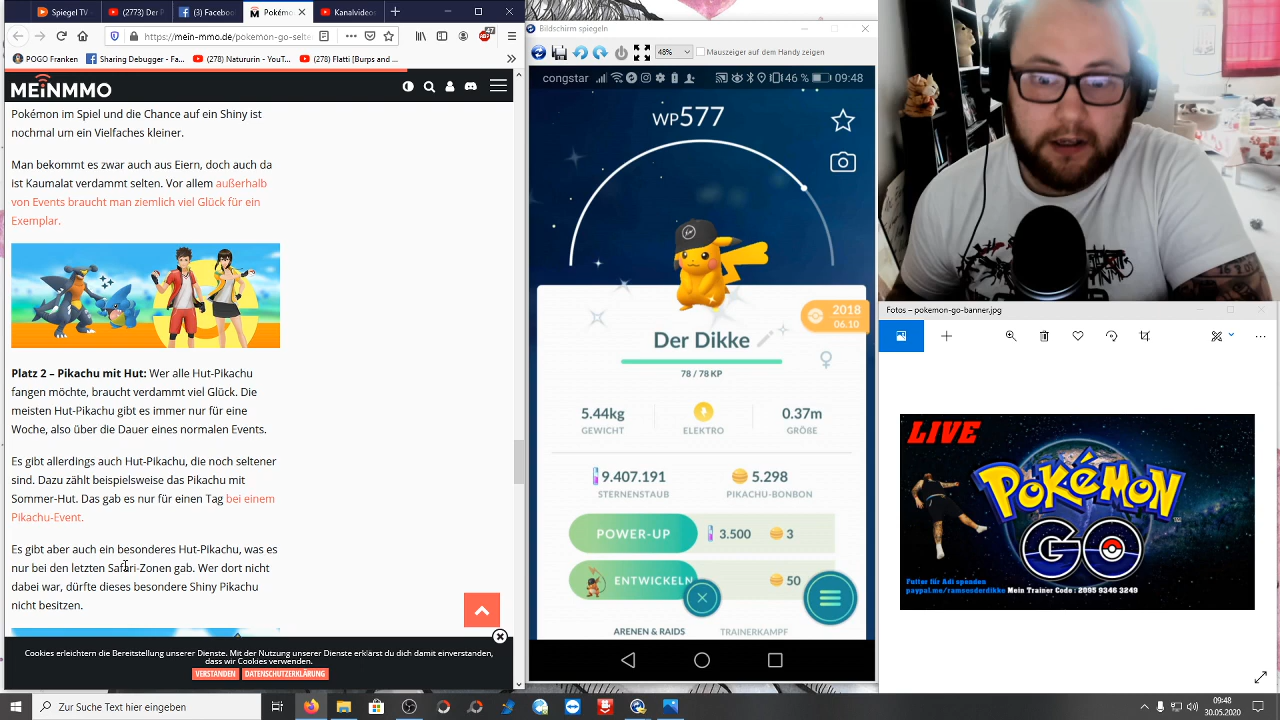 Spiegel TV
(2773) Der
(3) Faceboo
Pokémo
Kanalvideos
https://mein-mmo.de/pokemon-go-selte
47
POGO Franken
Shaping Debugger - Fa...
(278) Naturuirin - YouT...
(278) Flatti [Burps and ...
MEINMMO
Pokémon im Spiel und die Chance auf ein Shiny ist
nochmal um ein Vielfaches kleiner.
Man bekommt es zwar auch aus Eiern, doch auch da
ist Kaumalat verdammt selten. Vor allem außerhalb
von Events braucht man ziemlich viel Glück für ein
Exemplar.
Platz 2 – Pikachu mit Hut: Wer alle Hut-Pikachu
fangen möchte, braucht verdammt viel Glück. Die
meisten Hut-Pikachu gibt es immer nur für eine
Woche, also über die Dauer eines normalen Events.
Es gibt allerdings auch Hut-Pikachu, die noch seltener
sind. Dazu zählt beispielsweise das Pikachu mit
Sommer-Hut. Das gab es nur für einen Tag bei einem
Pikachu-Event.
Es gibt aber auch ein besonderes Hut-Pikachu, was es
nur bei den letzten Safari-Zonen gab. Wer dort nicht
dabei war, dürfte dieses besondere Shiny Pikachu
nicht besitzen.
Cookies erleichtern die Bereitstellung unserer Dienste. Mit der Nutzung unserer Dienste erklärst du dich damit einverstanden,
dass wir Cookies verwenden.
VERSTANDEN DATENSCHUTZERKLÄRUNG
Bildschirm spiegeln
48%
Mauszeiger auf dem Handy zeigen
congstar 46 % 09:48
WP577
2018
06.10
Der Dikke
78 / 78 KP
5.44kg
GEWICHT
ELEKTRO
0.37m
GRÖßE
9.407.191
STERNENSTAUB
5.298
PIKACHU-BONBON
POWER-UP 3.500 3
ENTWICKELN 50
ARENEN & RAIDS
TRAINERKAMPF
Fotos – pokemon-go-banner.jpg
LIVE
POKÉMON
GO
Futter für Adi spenden
paypal.me/ramsesderdikke Mein Trainer Code : 2095 9346 3249
Zur Suche Text hier eingeben
09:48
30.05.2020